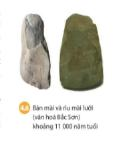 4.6 Bàn mài và rìu mài lưỡi
(văn hoá Bắc Sơn)
khoảng 11 000 năm tuổi